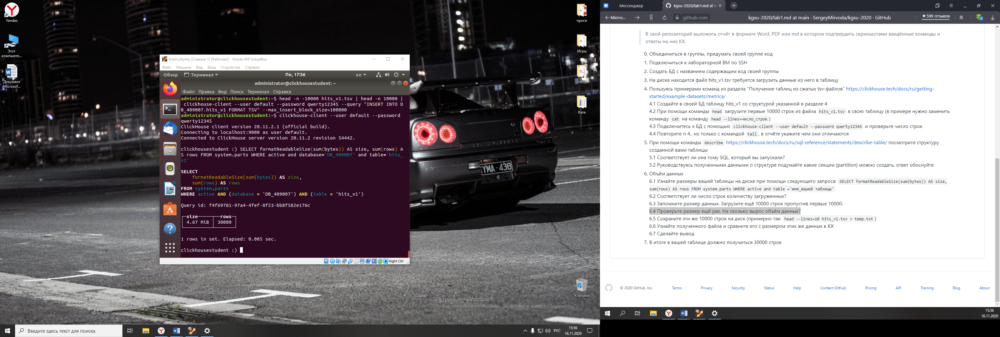 Yandex
Этот
компьюте...
Документ
Microsof...
проги
Игры
учеба
Катя
Корзина
YMA·438
Клон убунту (Снимок 1) [Работает] - Oracle VM VirtualBox
Файл Машина Вид Ввод Устройства Справка
Обзор Терминал Пн, 17:56 en
administrator@clickhousestudent: ~
Файл Правка Вид Поиск Терминал Справка
administrator@clickhousestudent:~$ head -n -10000 hits_v1.tsv | head -n 10000 |
clickhouse-client --user default --password qwerty12345 --query "INSERT INTO D
B_409007.hits_v1 FORMAT TSV" --max_insert_block_size=100000
administrator@clickhousestudent:~$ clickhouse-client --user default --password
qwerty12345
ClickHouse client version 20.11.2.1 (official build).
Connecting to localhost:9000 as user default.
Connected to ClickHouse server version 20.11.2 revision 54442.
clickhousestudent :) SELECT formatReadableSize(sum(bytes)) AS size, sum(rows) A
S rows FROM system.parts WHERE active and database='DB_409007' and table='hits_
v1'
SELECT
formatReadableSize(sum(bytes)) AS size,
sum(rows) AS rows
FROM system.parts
WHERE active AND (database = 'DB_409007') AND (table = 'hits_v1')
Query id: f4f69781-97a4-4fef-8f23-bb8f582e176c
size rows
4.67 MiB 30000
1 rows in set. Elapsed: 0.005 sec.
clickhousestudent :)
Right Ctrl
Активация Windows
Чтобы активировать Windows, перейдите в раздел "Параметры".
Введите здесь текст для поиска
РУС
15:56
16.11.2020
Мессенджер
kgsu-2020/lab1.md at m
Micros...
github.com
kgsu-2020/lab1.md at main · SergeyMirvoda/kgsu-2020 · GitHub
★599 отзывов
В свой репозиторий выложить отчёт в формате Word, PDF или md в котором подтвердить скриншотами введённые команды и
ответы на них КХ.
0. Объединиться в группы, придумать своей группе код
1. Подключиться к лабораторной ВМ по SSH
2. Создать БД с названием содержащим код своей группы
3. На диске находится файл hits_v1.tsv требуется загрузить данные из него в таблицу
4. Пользуясь примерами команд из раздела "Получение таблиц из сжатых tsv-файлов" https://clickhouse.tech/docs/ru/getting-
started/example-datasets/metrica/
4.1 Создайте в своей БД таблицу hits_v1 со структурой указанной в разделе 4
4.2 При помощи команды head загрузите первые 10000 строк из файла hits_v1.tsv в свою таблицу (в примере нужно заменить
команду cat на команду head --lines=число_строк)
4.3 Подключитесь к БД с помощью clickhouse-client --user default --password qwerty12345 и проверьте число строк
4.4 Повторите п 4., но только с командой tail, в отчёте укажите чем они отличаются
5. При помощи команды describe https://clickhouse.tech/docs/ru/sql-reference/statements/describe-table/ посмотрите структуру
созданной вами таблицы
5.1 Соответствует ли она тому SQL, который вы запускали?
5.2 Руководствуясь полученными данными о структуре подумайте какие секции (partition) можно создать, ответ обоснуйте
6. Объём данных
6.1 Узнайте размеры вашей таблицы на диске при помощи следующего запроса: SELECT formatReadableSize(sum(bytes)) AS size,
sum(rows) AS rows FROM system.parts WHERE active and table ='имя_вашей таблицы'
6.2 Соответствует ли число строк количеству загруженных?
6.3 Запомните размер данных. Загрузите ещё 10000 строк пропустив первые 10000.
6.4 Проверьте размер ещё раз. На сколько вырос объём данных?
6.5 Сохраните эти же 10000 строк на диск (примерно так: head --lines=10 hits_v1.tsv > temp.txt)
6.6 Узнайте полученного файла и сравните его с размером этих же данных в КХ
6.7 Сделайте вывод
7. В итоге в вашей таблице должно получиться 30000 строк
© 2020 GitHub, Inc. Terms Privacy Security Status Help Contact GitHub Pricing API Training Blog About
15:56
16.11.2020